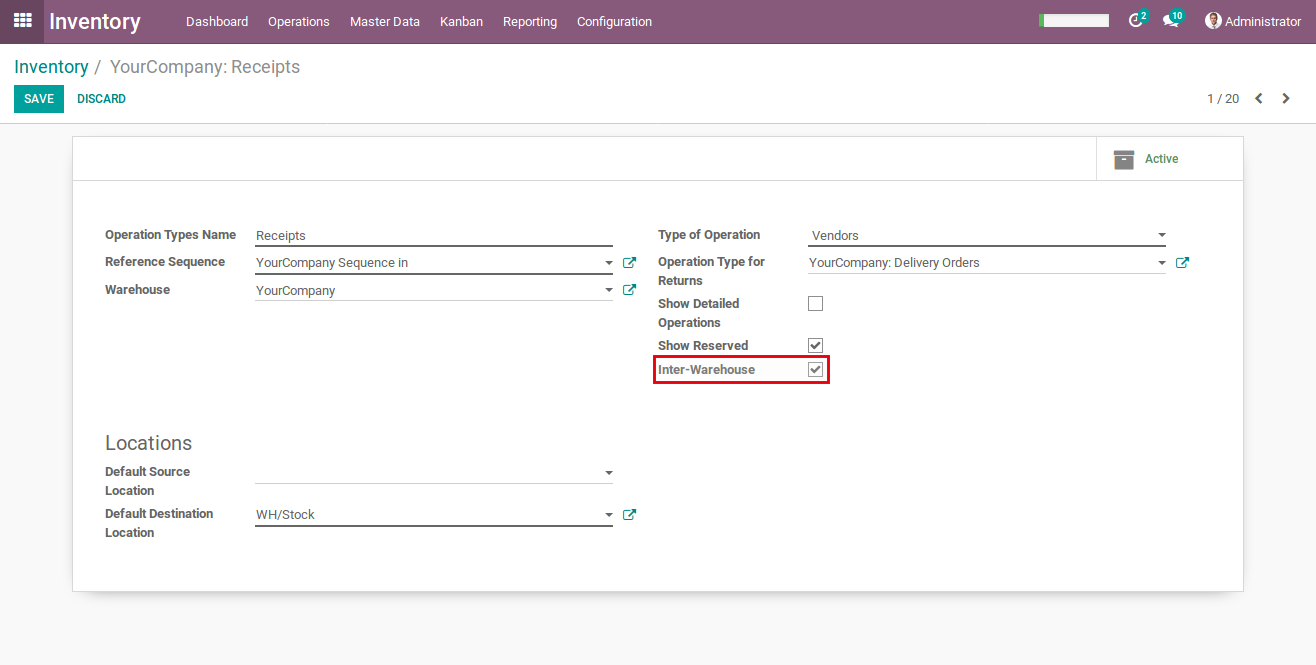 Inventory Dashboard Operations Master Data Kanban Reporting Configuration 2 10 Administrator
Inventory / YourCompany: Receipts
SAVE DISCARD 1 / 20
Active
Operation Types Name Receipts
Reference Sequence YourCompany Sequence in
Warehouse YourCompany
Type of Operation Vendors
Operation Type for
Returns YourCompany: Delivery Orders
Show Detailed
Operations
Show Reserved
Inter-Warehouse
Locations
Default Source
Location
Default Destination
Location WH/Stock